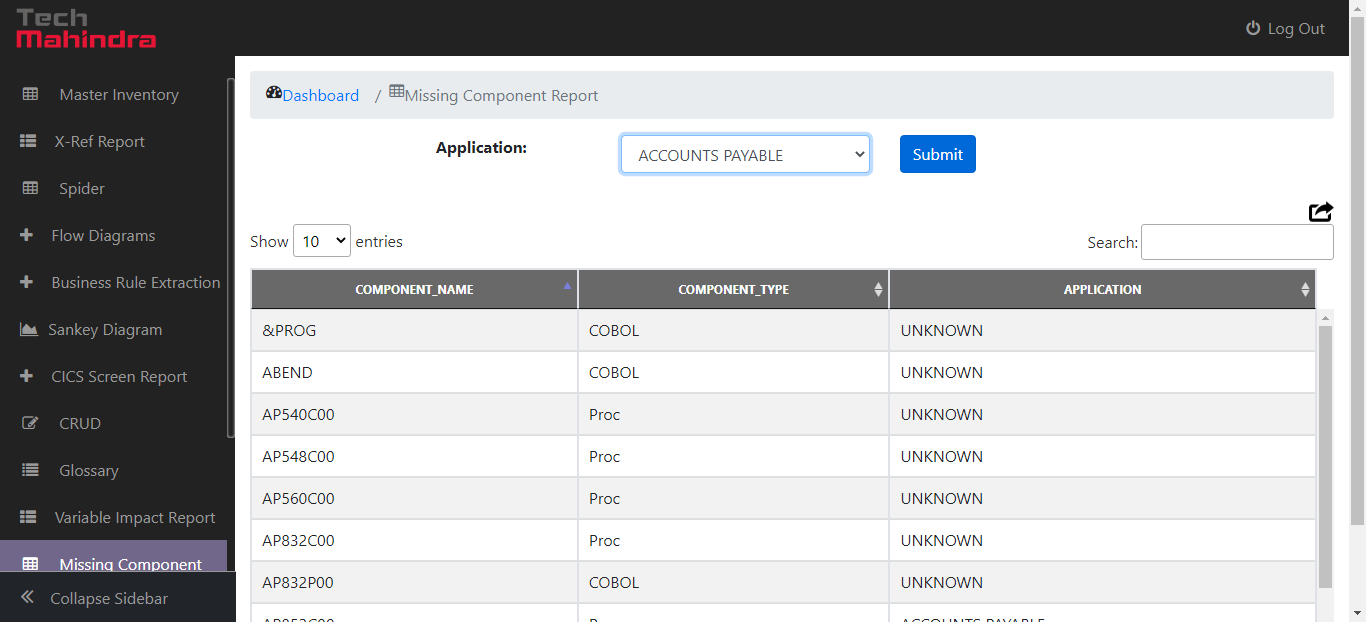 Tech
Mahindra
Log Out
Master Inventory
X-Ref Report
Spider
Flow Diagrams
Business Rule Extraction
Sankey Diagram
CICS Screen Report
CRUD
Glossary
Variable Impact Report
Missing Component
Collapse Sidebar
Dashboard / Missing Component Report
Application: ACCOUNTS PAYABLE Submit
Show 10 entries Search:
COMPONENT_NAME COMPONENT_TYPE APPLICATION
&PROG COBOL UNKNOWN
ABEND COBOL UNKNOWN
AP540C00 Proc UNKNOWN
AP548C00 Proc UNKNOWN
AP560C00 Proc UNKNOWN
AP832C00 Proc UNKNOWN
AP832P00 COBOL UNKNOWN
ACCOUNTS PAYABLE